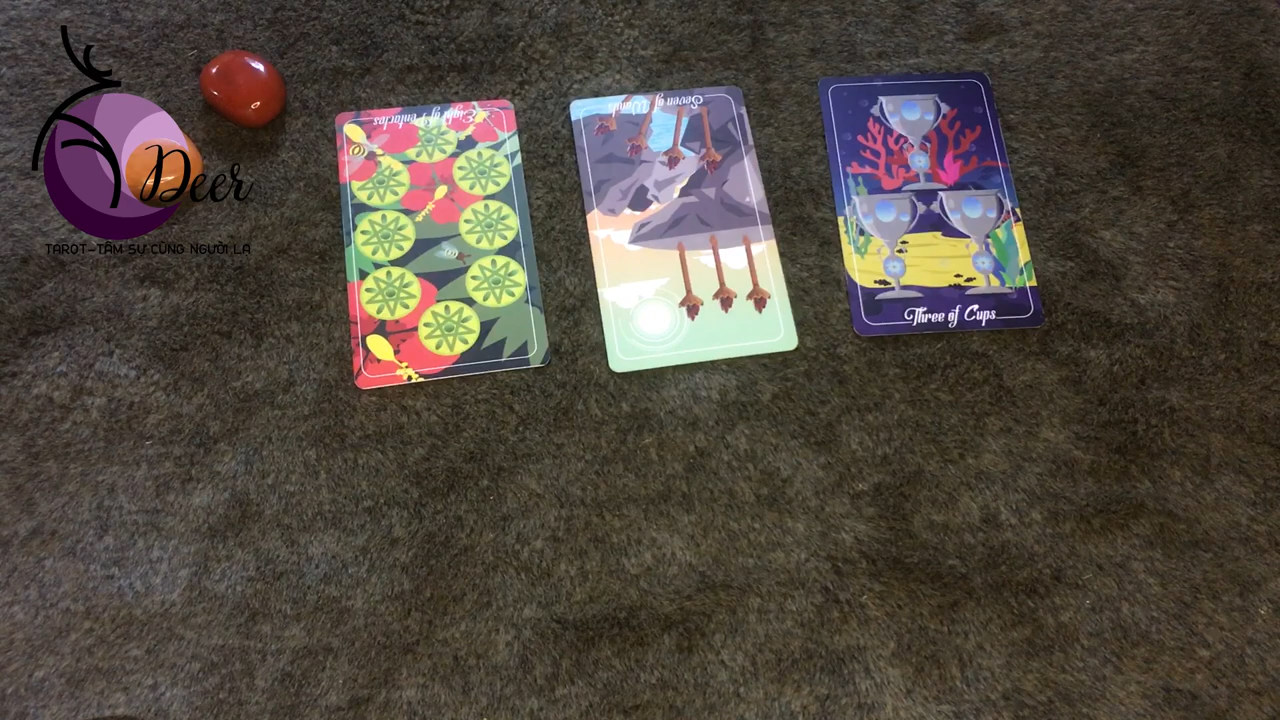 Deer
TAROT-TÂM SỰ CÙNG NGƯỜI LẠ
Eight of Pentacles
Seven of Wands
Three of Cups